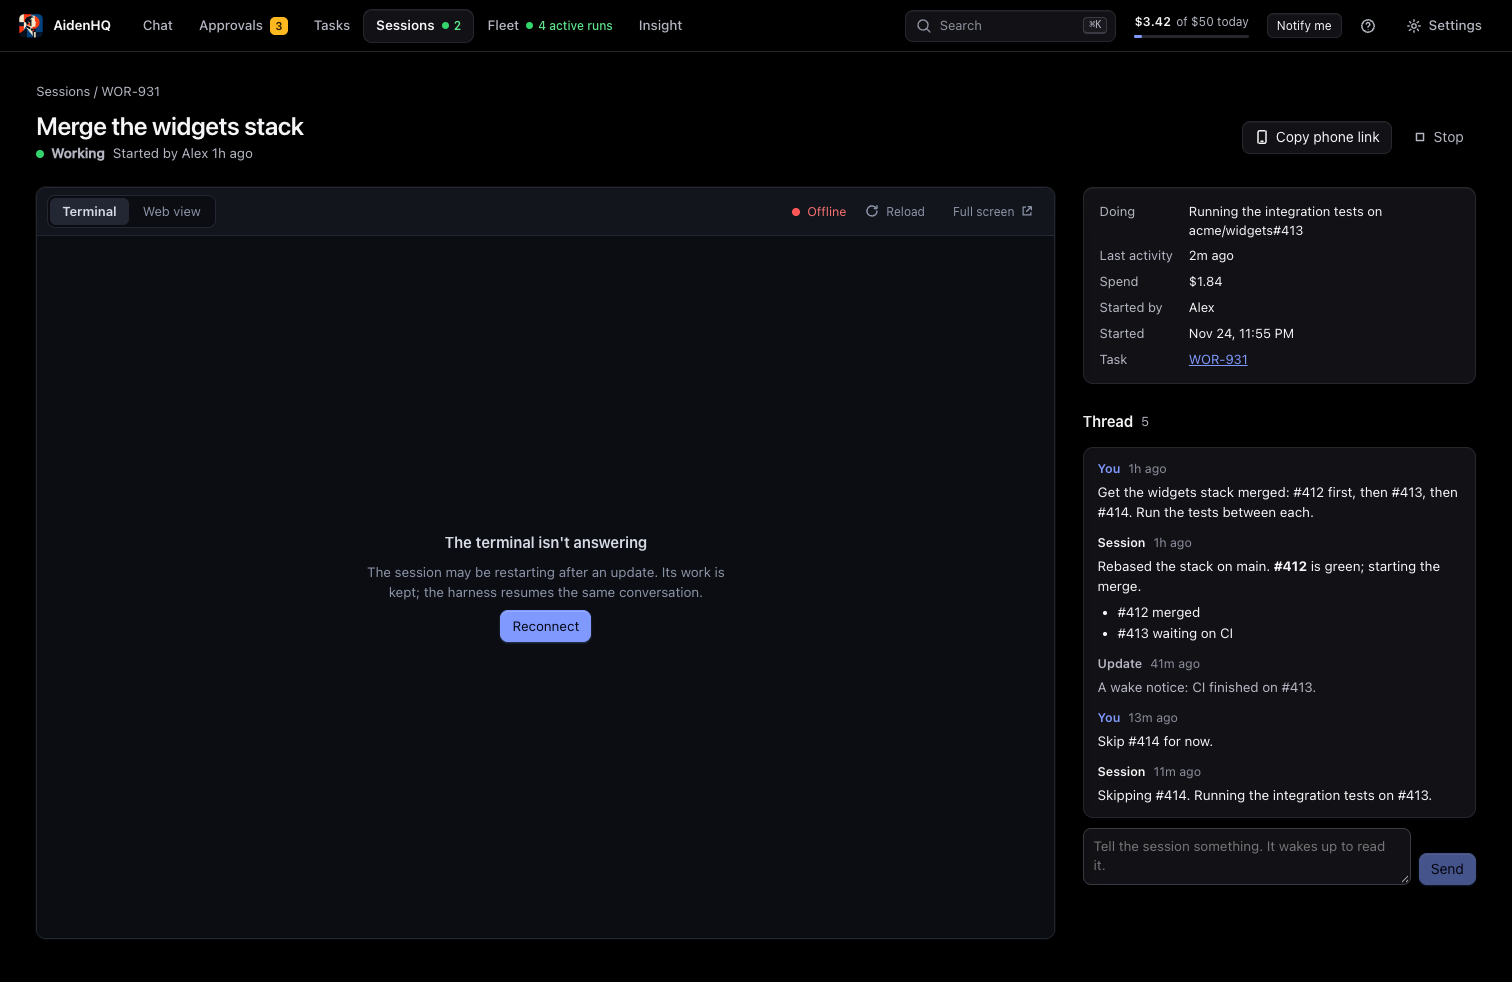 AidenHQ
Chat
Approvals 3
Tasks
Sessions 2
Fleet 4 active runs
Insight
Search ⌘K
$3.42 of $50 today
Notify me
Settings
Sessions / WOR-931
Merge the widgets stack
Working Started by Alex 1h ago
Copy phone link
Stop
Terminal
Web view
Offline
Reload
Full screen
The terminal isn't answering
The session may be restarting after an update. Its work is
kept; the harness resumes the same conversation.
Reconnect
Doing Running the integration tests on
acme/widgets#413
Last activity 2m ago
Spend $1.84
Started by Alex
Started Nov 24, 11:55 PM
Task WOR-931
Thread 5
You 1h ago
Get the widgets stack merged: #412 first, then #413, then
#414. Run the tests between each.
Session 1h ago
Rebased the stack on main. #412 is green; starting the
merge.
• #412 merged
• #413 waiting on CI
Update 41m ago
A wake notice: CI finished on #413.
You 13m ago
Skip #414 for now.
Session 11m ago
Skipping #414. Running the integration tests on #413.
Tell the session something. It wakes up to read
it.
Send